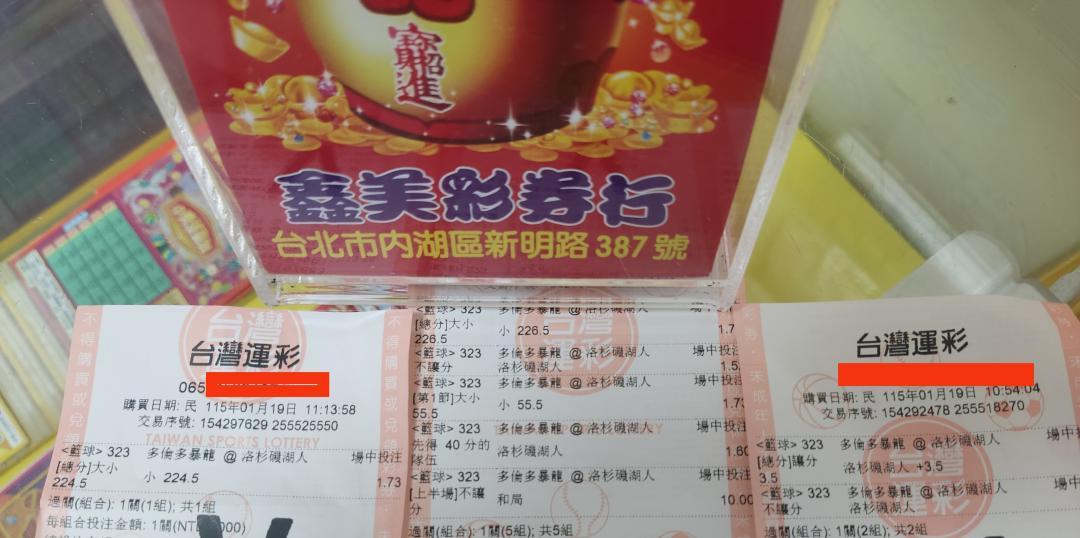 招財進寶
鑫美彩券行
台北市內湖區新明路 387 號
台灣運彩
065
購買日期: 民 115年01月19日 11:13:58
交易序號: 154297629 255525550
TAIWAN SPORTS LOTTERY
<籃球> 323 多倫多暴龍 @ 洛杉磯湖人 場中投注
[總分]大小 小 224.5
224.5 1.73
過關(組合): 1關(1組); 共1組
每組合投注金額: 1關(NT 000)
<籃球> 323 多倫多暴龍 @ 洛杉磯湖人
[總分]大小 小 226.5
226.5 1.7
<籃球> 323 多倫多暴龍 @ 洛杉磯湖人 場中投注
不讓分 洛杉磯湖人 1.5
<籃球> 323 多倫多暴龍 @ 洛杉磯湖人 場中投注
[第1節]大小 小 55.5
55.5 1.7
<籃球> 323 多倫多暴龍 @ 洛杉磯湖人 場中投注
先得 40 分的 洛杉磯湖人
隊伍 1.60
<籃球> 323 多倫多暴龍 @ 洛杉磯湖人 場中投注
[上半場]不讓 和局
分 10.00
過關(組合): 1關(5組); 共5組
台灣運彩
購買日期: 民 115年01月19日 10:54:04
交易序號: 154292478 255518270
<籃球> 323 多倫多暴龍 @ 洛杉磯湖人 場中
[總分]讓分 洛杉磯湖人 +3.5
3.5
<籃球> 323 多倫多暴龍 @ 洛杉磯湖人 場中投
不讓分 洛杉磯湖人
過關(組合): 1關(2組); 共2組